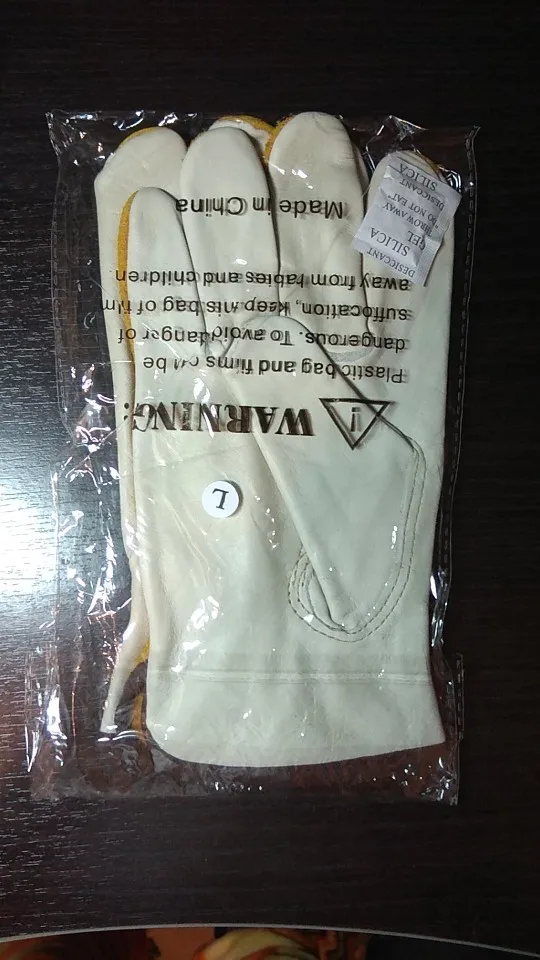 WARNING:
Plastic bag and films can be
dangerous. To avoid danger of
suffocation, keep this bag of film
away from babies and children
Made in China
L
DESICCANT
SILICA
GEL
"THROW AWAY
"DO NOT EAT"
DESICCANT
SILICA